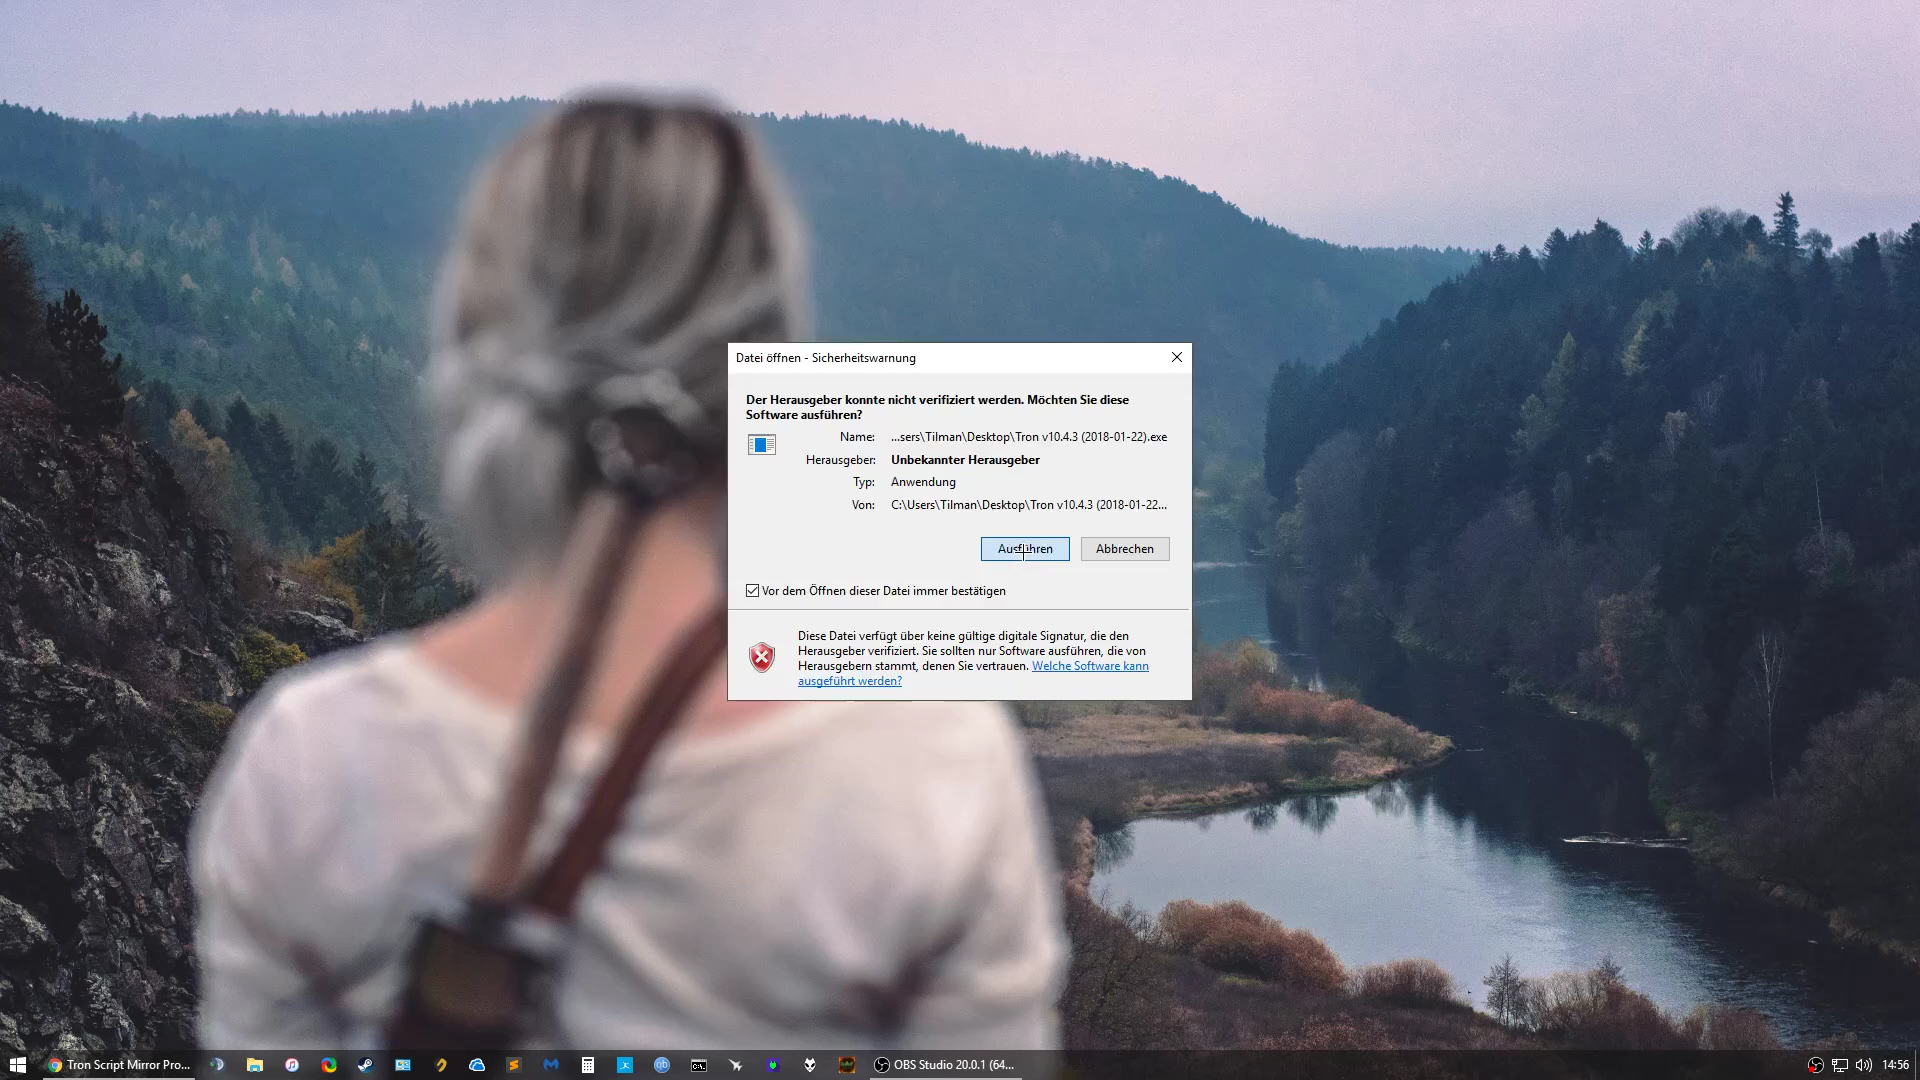 Datei öffnen - Sicherheitswarnung
Der Herausgeber konnte nicht verifiziert werden. Möchten Sie diese
Software ausführen?
Name: ...sers\Tilman\Desktop\Tron v10.4.3 (2018-01-22).exe
Herausgeber: Unbekannter Herausgeber
Typ: Anwendung
Von: C:\Users\Tilman\Desktop\Tron v10.4.3 (2018-01-22...
Ausführen Abbrechen
Vor dem Öffnen dieser Datei immer bestätigen
Diese Datei verfügt über keine gültige digitale Signatur, die den
Herausgeber verifiziert. Sie sollten nur Software ausführen, die von
Herausgebern stammt, denen Sie vertrauen. Welche Software kann
ausgeführt werden?
Tron Script Mirror Pro... qb C:\ OBS Studio 20.0.1 (64... 14:56